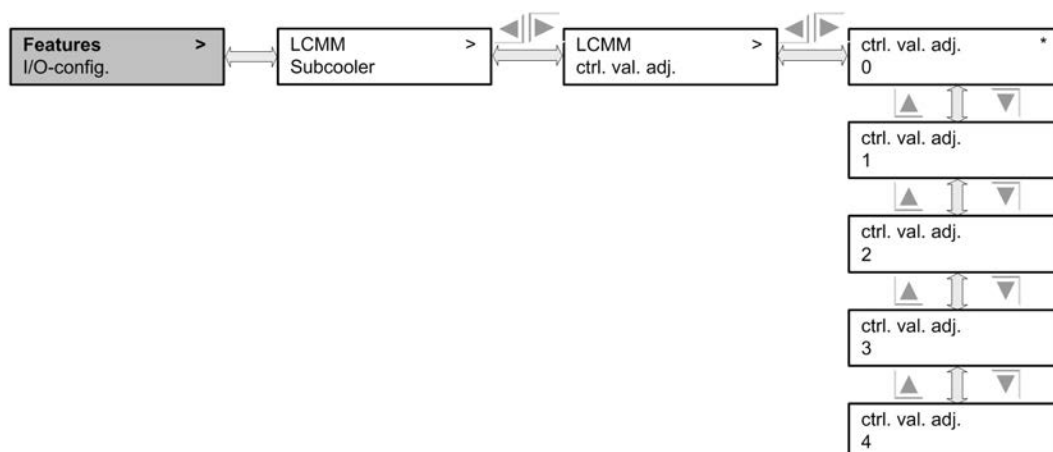 Features >
I/O-config.
LCMM >
Subcooler
LCMM >
ctrl. val. adj.
ctrl. val. adj. *
0
ctrl. val. adj.
1
ctrl. val. adj.
2
ctrl. val. adj.
3
ctrl. val. adj.
4